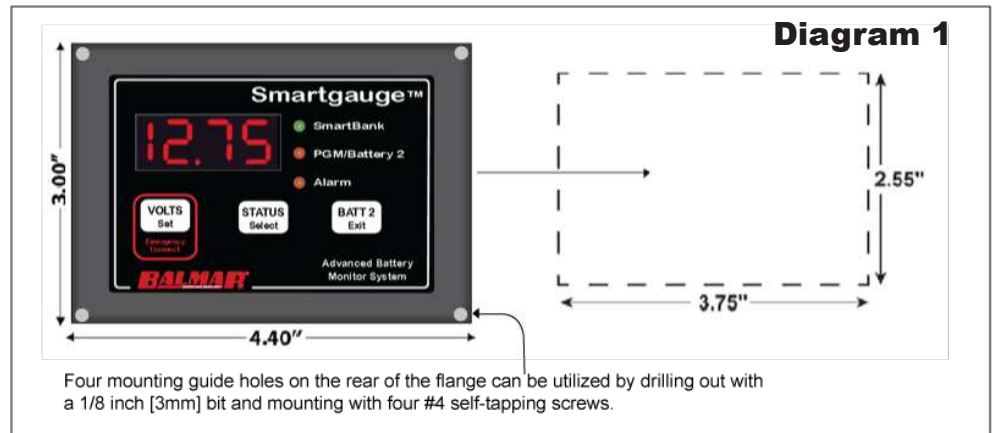 Diagram 1
Smartgauge™
12.75
SmartBank
PGM/Battery 2
Alarm
VOLTS
Set
STATUS
Select
BATT 2
Exit
Emergency
Connect
Advanced Battery
Monitor System
BALMAR®
3.00"
4.40"
2.55"
3.75"
Four mounting guide holes on the rear of the flange can be utilized by drilling out with
a 1/8 inch [3mm] bit and mounting with four #4 self-tapping screws.